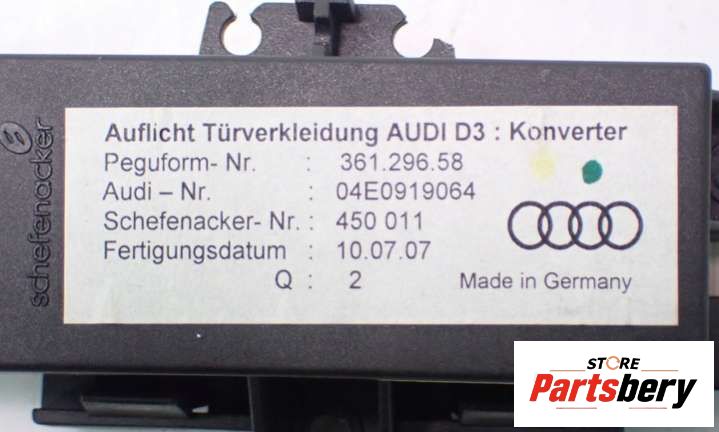 schefenacker
Auflicht Türverkleidung AUDI D3 : Konverter
Peguform- Nr. : 361.296.58
Audi – Nr. : 04E0919064
Schefenacker- Nr. : 450 011
Fertigungsdatum : 10.07.07
Q : 2
Made in Germany
STORE
Partsbery